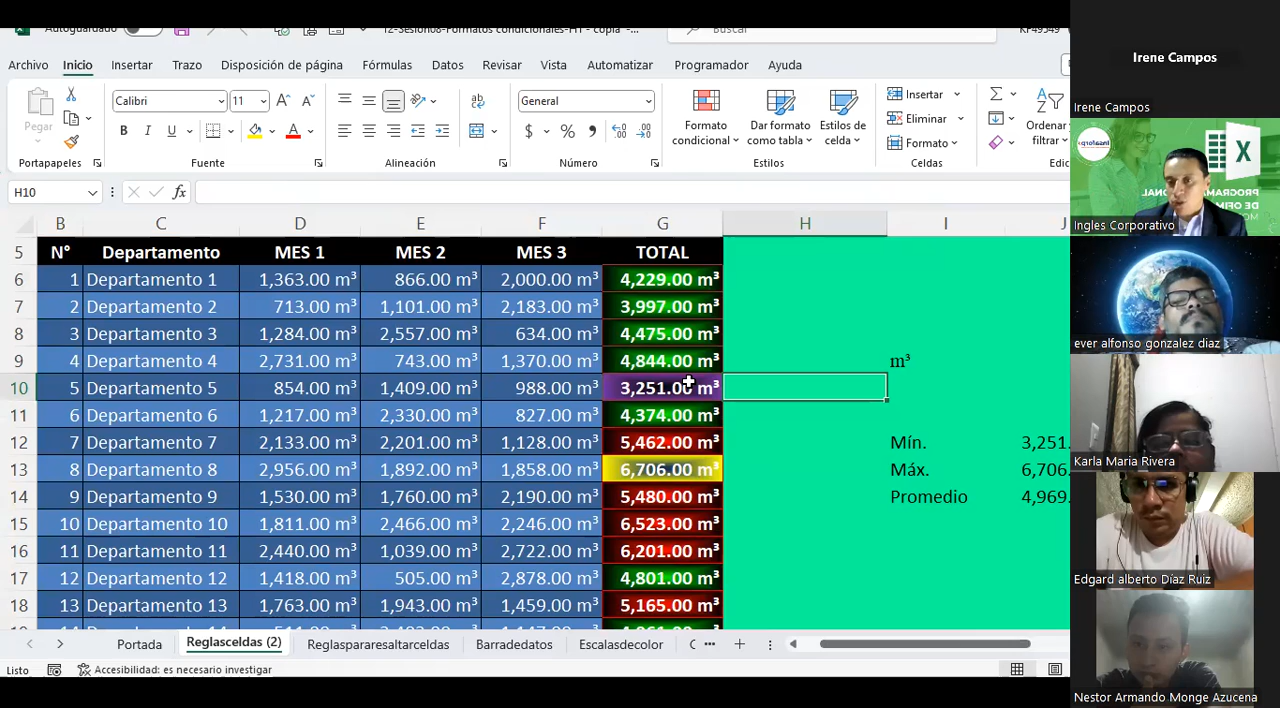 Autoguardado 12-Sesión08-Formatos condicionales-HT - copia -... Buscar
Archivo Inicio Insertar Trazo Disposición de página Fórmulas Datos Revisar Vista Automatizar Programador Ayuda
Pegar
Portapapeles
Calibri 11
N K S
Fuente
Alineación
General
$ % 9
Número
Formato condicional
Dar formato como tabla
Estilos de celda
Estilos
Insertar
Eliminar
Formato
Celdas
Ordenar
filtrar
H10 fx
B C D E F G H I J
5 N° Departamento MES 1 MES 2 MES 3 TOTAL
6 1 Departamento 1 1,363.00 m³ 866.00 m³ 2,000.00 m³ 4,229.00 m³
7 2 Departamento 2 713.00 m³ 1,101.00 m³ 2,183.00 m³ 3,997.00 m³
8 3 Departamento 3 1,284.00 m³ 2,557.00 m³ 634.00 m³ 4,475.00 m³
9 4 Departamento 4 2,731.00 m³ 743.00 m³ 1,370.00 m³ 4,844.00 m³ m³
10 5 Departamento 5 854.00 m³ 1,409.00 m³ 988.00 m³ 3,251.00 m³
11 6 Departamento 6 1,217.00 m³ 2,330.00 m³ 827.00 m³ 4,374.00 m³
12 7 Departamento 7 2,133.00 m³ 2,201.00 m³ 1,128.00 m³ 5,462.00 m³ Mín. 3,251.
13 8 Departamento 8 2,956.00 m³ 1,892.00 m³ 1,858.00 m³ 6,706.00 m³ Máx. 6,706.
14 9 Departamento 9 1,530.00 m³ 1,760.00 m³ 2,190.00 m³ 5,480.00 m³ Promedio 4,969.
15 10 Departamento 10 1,811.00 m³ 2,466.00 m³ 2,246.00 m³ 6,523.00 m³
16 11 Departamento 11 2,440.00 m³ 1,039.00 m³ 2,722.00 m³ 6,201.00 m³
17 12 Departamento 12 1,418.00 m³ 505.00 m³ 2,878.00 m³ 4,801.00 m³
18 13 Departamento 13 1,763.00 m³ 1,943.00 m³ 1,459.00 m³ 5,165.00 m³
Portada Reglasceldas (2) Reglaspararesaltarceldas Barradedatos Escalasdecolor
Listo Accesibilidad: es necesario investigar
Irene Campos
Irene Campos
Ingles Corporativo
ever alfonso gonzalez diaz
Karla Maria Rivera
Edgard alberto Díaz Ruiz
Nestor Armando Monge Azucena